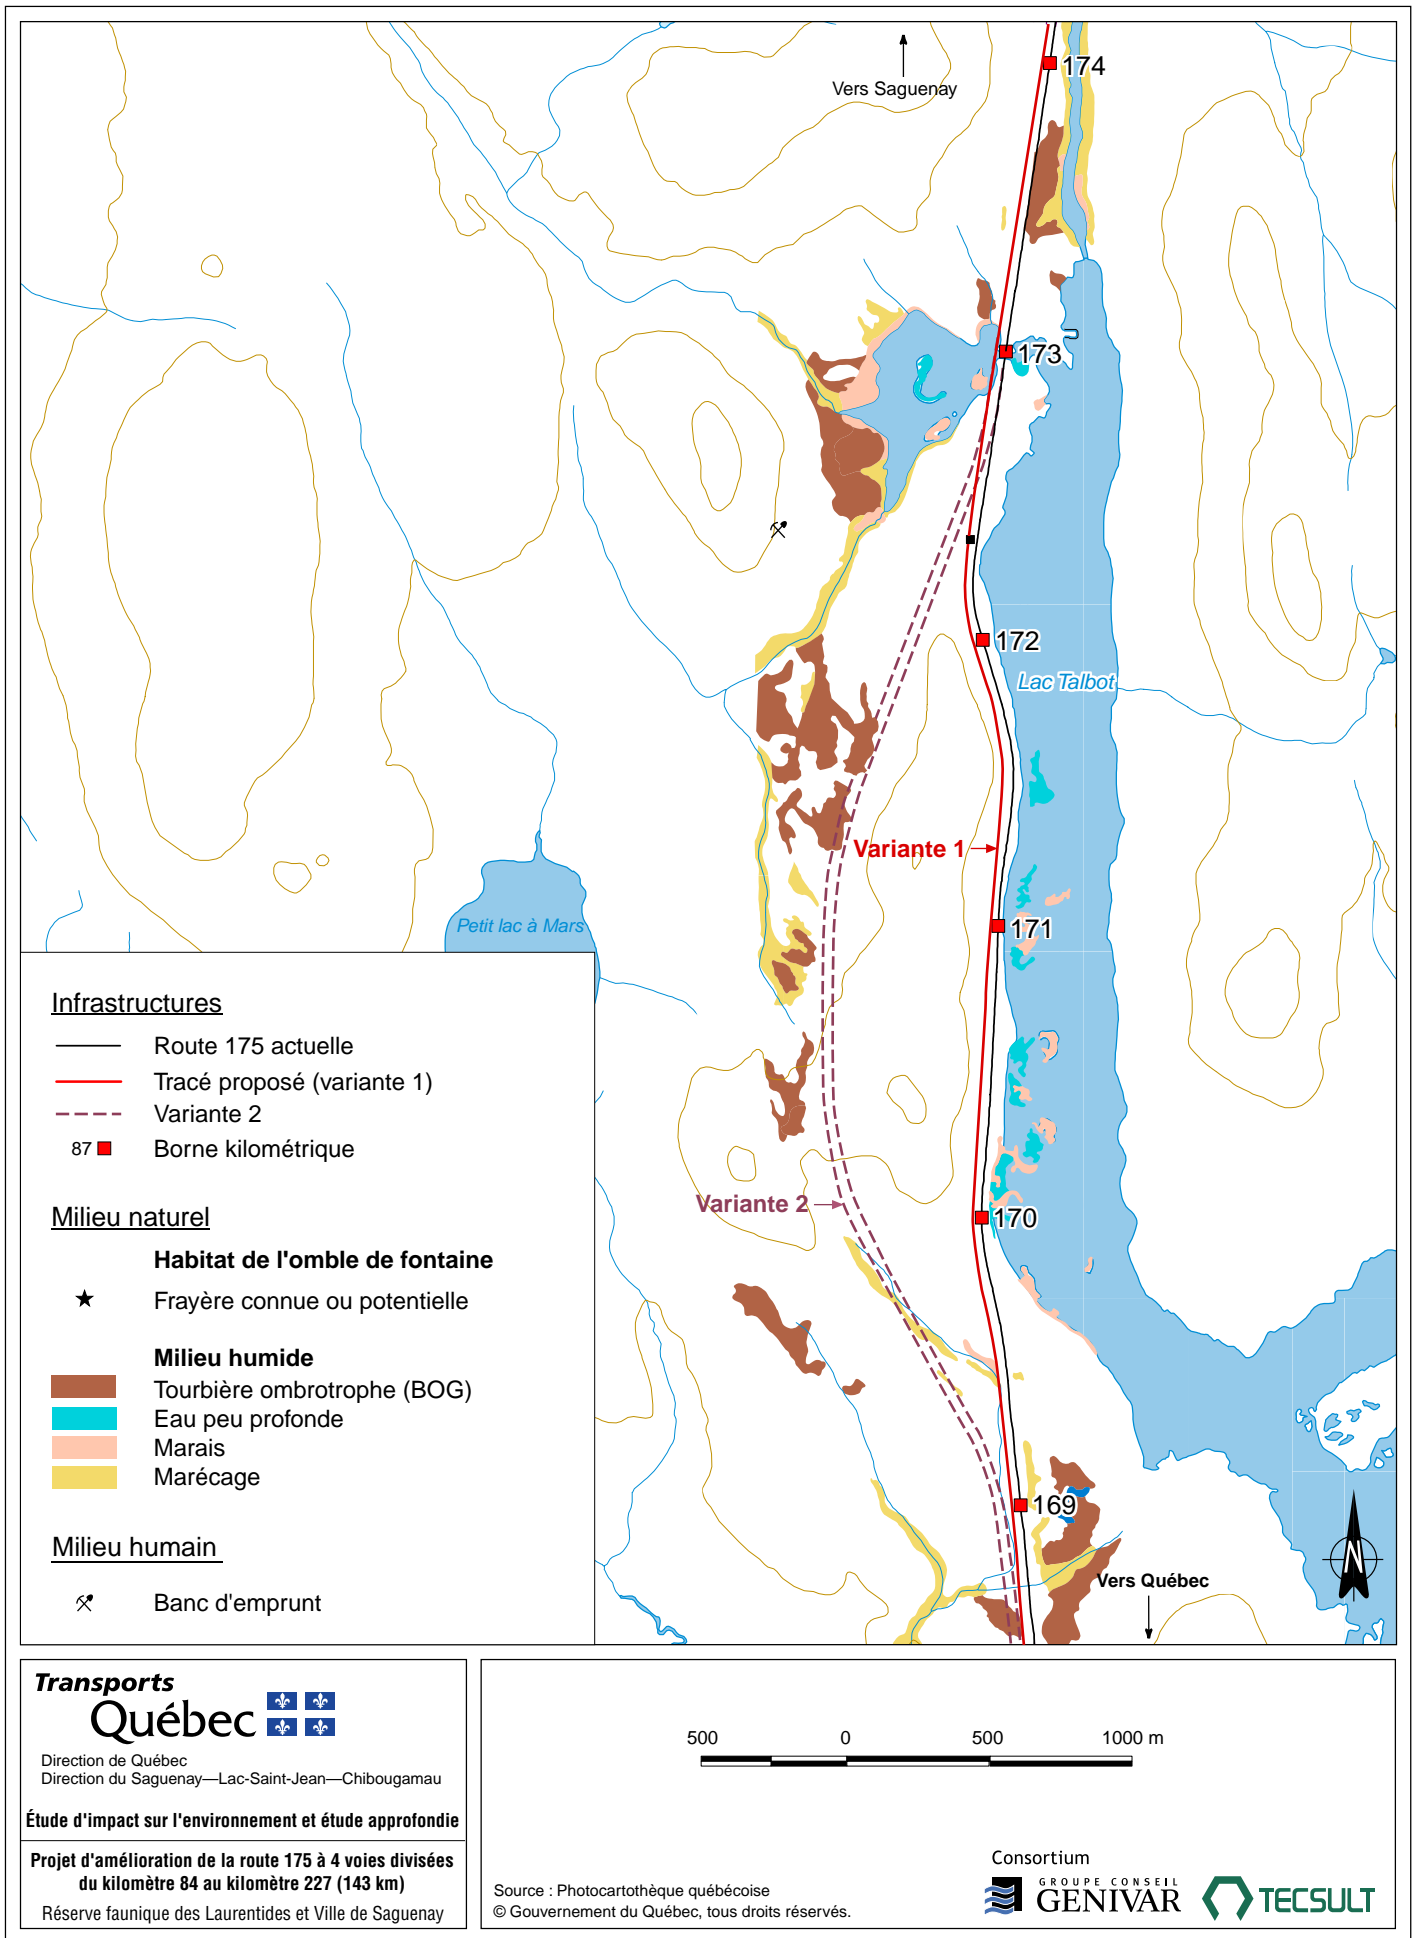 Vers Saguenay
174
173
172
Lac Talbot
Variante 1
171
Petit lac à Mars
Variante 2
170
169
Vers Québec
N
Infrastructures
Route 175 actuelle
Tracé proposé (variante 1)
Variante 2
87 Borne kilométrique
Milieu naturel
Habitat de l'omble de fontaine
Frayère connue ou potentielle
Milieu humide
Tourbière ombrotrophe (BOG)
Eau peu profonde
Marais
Marécage
Milieu humain
Banc d'emprunt
Transports
Québec
Direction de Québec
Direction du Saguenay—Lac-Saint-Jean—Chibougamau
Étude d'impact sur l'environnement et étude approfondie
Projet d'amélioration de la route 175 à 4 voies divisées
du kilomètre 84 au kilomètre 227 (143 km)
Réserve faunique des Laurentides et Ville de Saguenay
500 0 500 1000 m
Source : Photocartothèque québécoise
© Gouvernement du Québec, tous droits réservés.
Consortium
GROUPE CONSEIL
GENIVAR
TECSULT